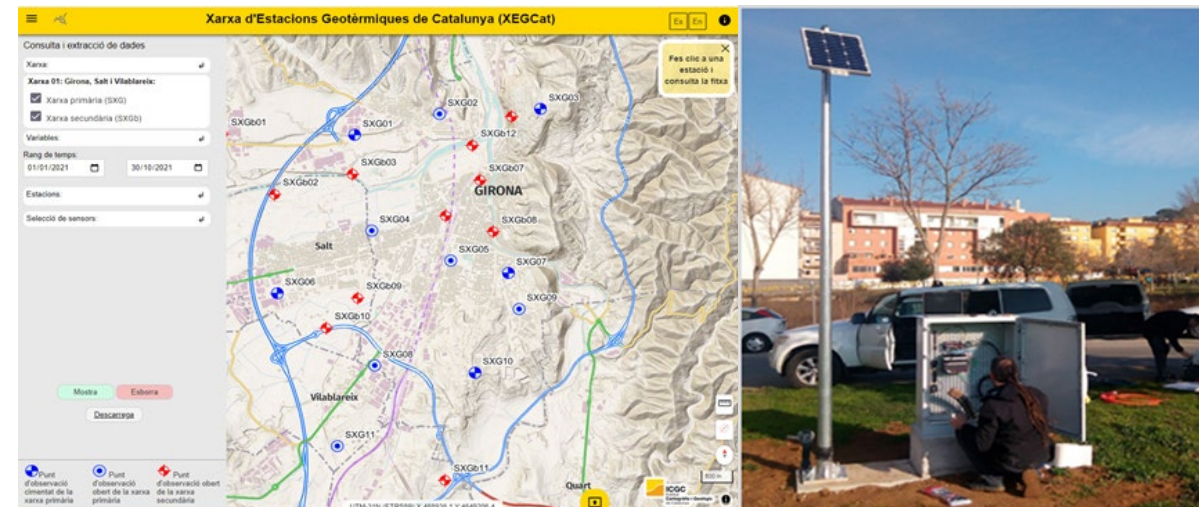 Xarxa d'Estacions Geotèrmiques de Catalunya (XEGCat)
Es En
Consulta i extracció de dades
Xarxa:
Xarxa 01: Girona, Salt i Vilablareix:
Xarxa primària (SXG)
Xarxa secundària (SXGb)
Variables:
Rang de temps:
01/01/2021 30/10/2021
Estacions:
Selecció de sensors:
Mostra Esborra
Descarrega
Punt d'observació cimentat de la xarxa primària
Punt d'observació obert de la xarxa primària
Punt d'observació obert de la xarxa secundària
Fes clic a una
estació i
consulta la fitxa
SXG02
SXG03
SXGb01
SXG01
SXGb12
SXGb03
SXGb07
SXGb02
GIRONA
SXG04
SXGb08
Salt
SXG05
SXG07
SXG06
SXGb09
SXG09
SXGb10
SXG08
SXG10
Vilablareix
SXG11
SXGb11
Quart
500 m
ICGC